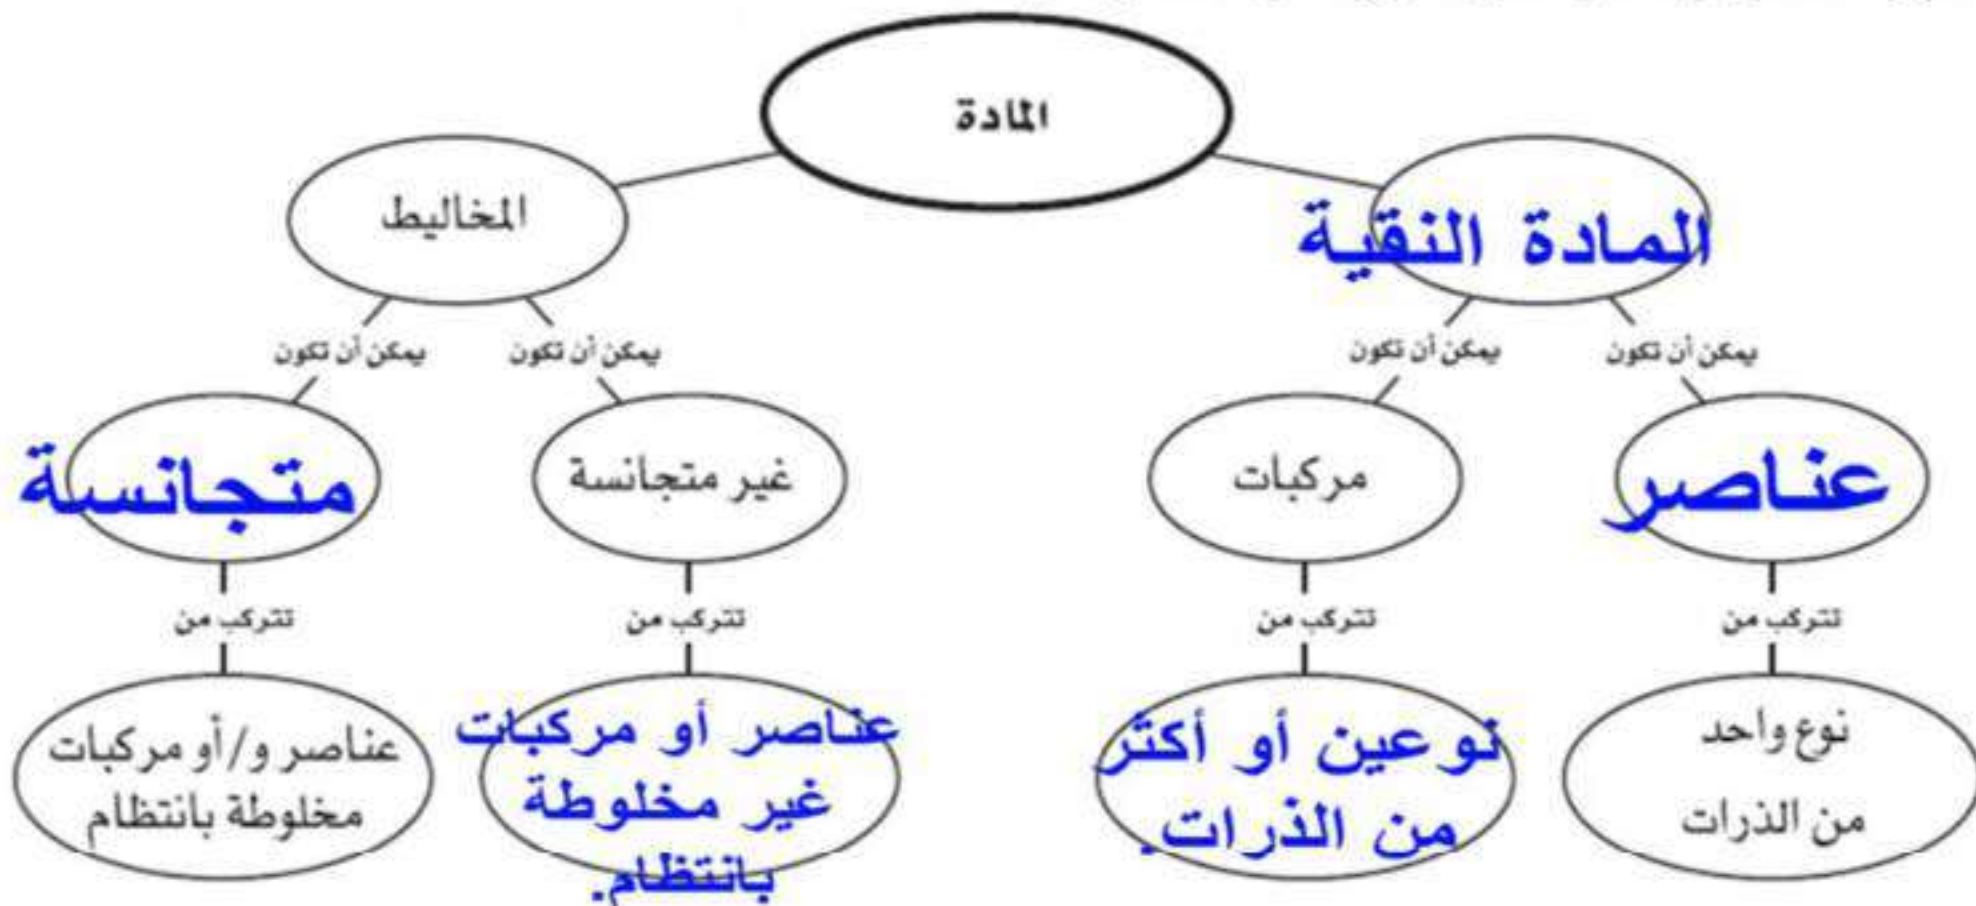 المادة
المادة النقية
المخاليط
يمكن أن تكون
يمكن أن تكون
يمكن أن تكون
يمكن أن تكون
عناصر
مركبات
غير متجانسة
متجانسة
تتركب من
تتركب من
تتركب من
تتركب من
نوع واحد
من الذرات
نوعين أو أكثر
من الذرات.
عناصر أو مركبات
غير مخلوطة
بانتظام.
عناصر و/أو مركبات
مخلوطة بانتظام